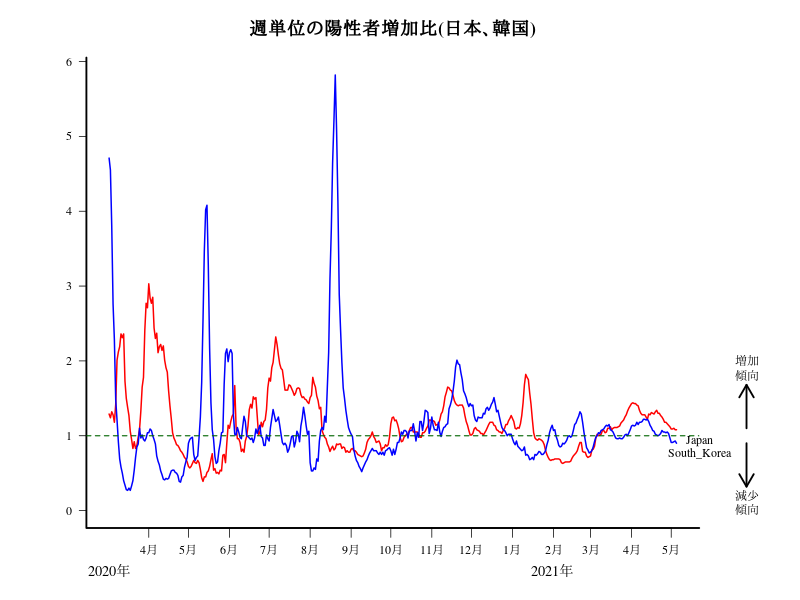 週単位の陽性者増加比(日本、韓国)
6
5
4
3
2
1
0
増加
傾向
Japan
South_Korea
減少
傾向
4月 5月 6月 7月 8月 9月 10月 11月 12月 1月 2月 3月 4月 5月
2020年 2021年